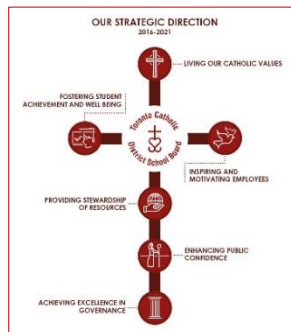 OUR STRATEGIC DIRECTION
2016-2021
LIVING OUR CATHOLIC VALUES
FOSTERING STUDENT
ACHIEVEMENT AND WELL BEING
Toronto Catholic
District School Board
INSPIRING AND
MOTIVATING EMPLOYEES
PROVIDING STEWARDSHIP
OF RESOURCES
ENHANCING PUBLIC
CONFIDENCE
ACHIEVING EXCELLENCE IN
GOVERNANCE